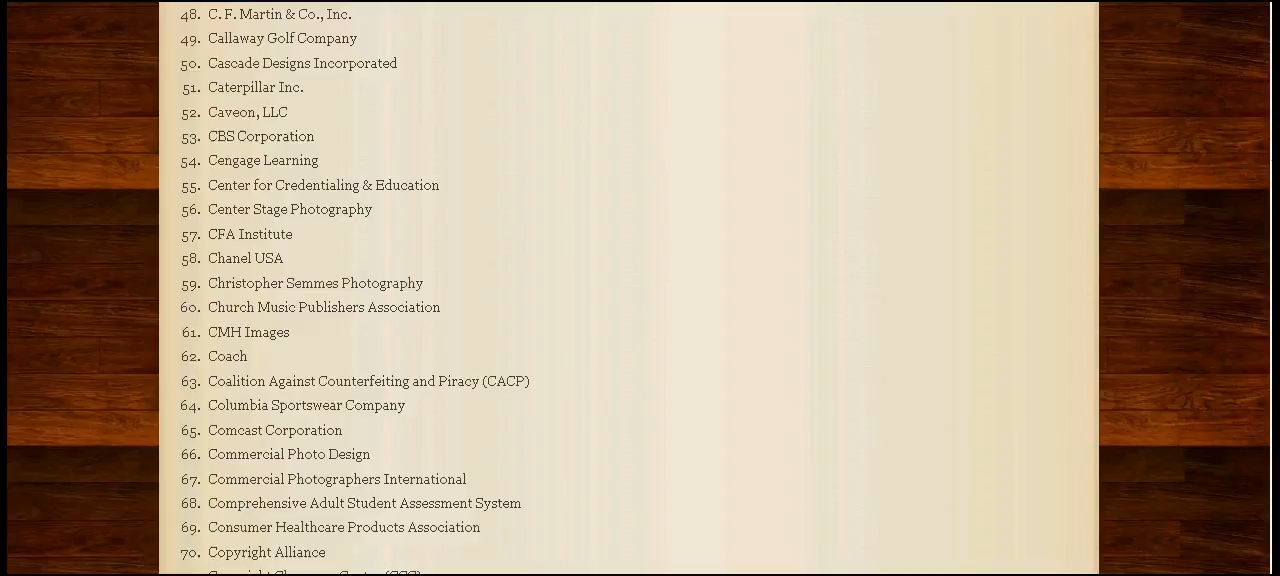 48. C. F. Martin & Co., Inc.
49. Callaway Golf Company
50. Cascade Designs Incorporated
51. Caterpillar Inc.
52. Caveon, LLC
53. CBS Corporation
54. Cengage Learning
55. Center for Credentialing & Education
56. Center Stage Photography
57. CFA Institute
58. Chanel USA
59. Christopher Semmes Photography
60. Church Music Publishers Association
61. CMH Images
62. Coach
63. Coalition Against Counterfeiting and Piracy (CACP)
64. Columbia Sportswear Company
65. Comcast Corporation
66. Commercial Photo Design
67. Commercial Photographers International
68. Comprehensive Adult Student Assessment System
69. Consumer Healthcare Products Association
70. Copyright Alliance